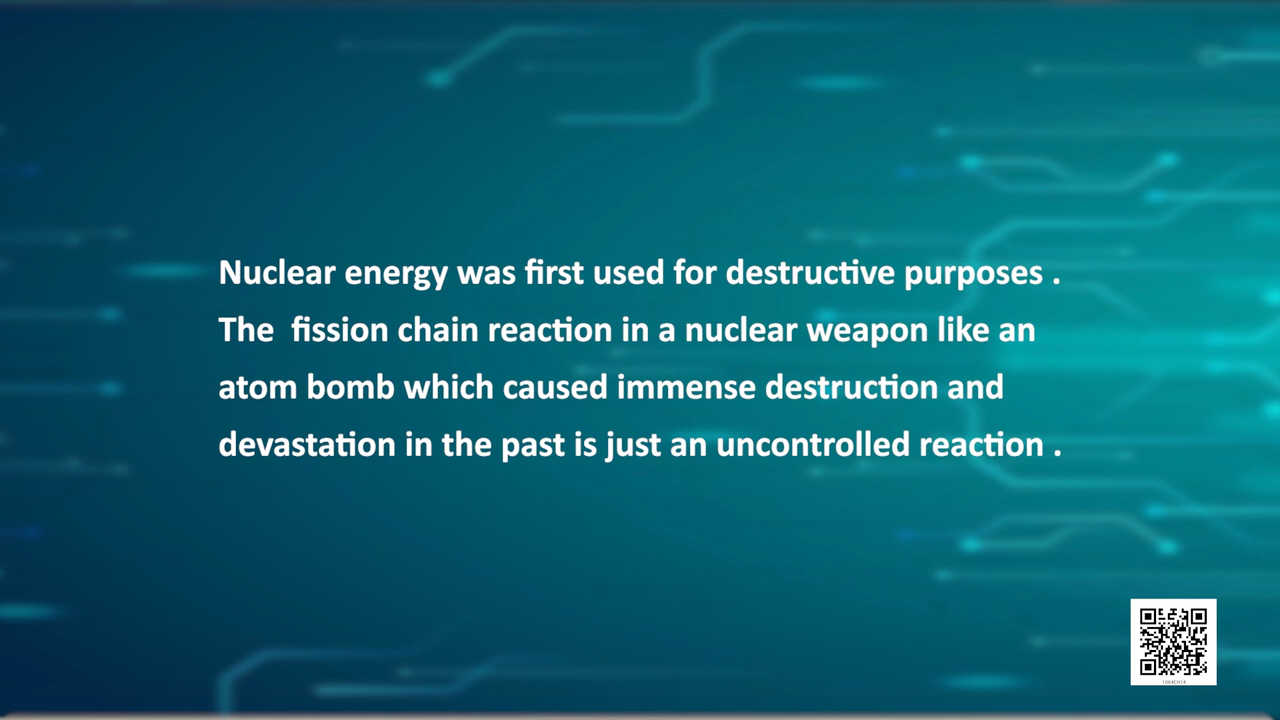 Nuclear energy was first used for destructive purposes .
The  fission chain reaction in a nuclear weapon like an
atom bomb which caused immense destruction and
devastation in the past is just an uncontrolled reaction .
1064CH14